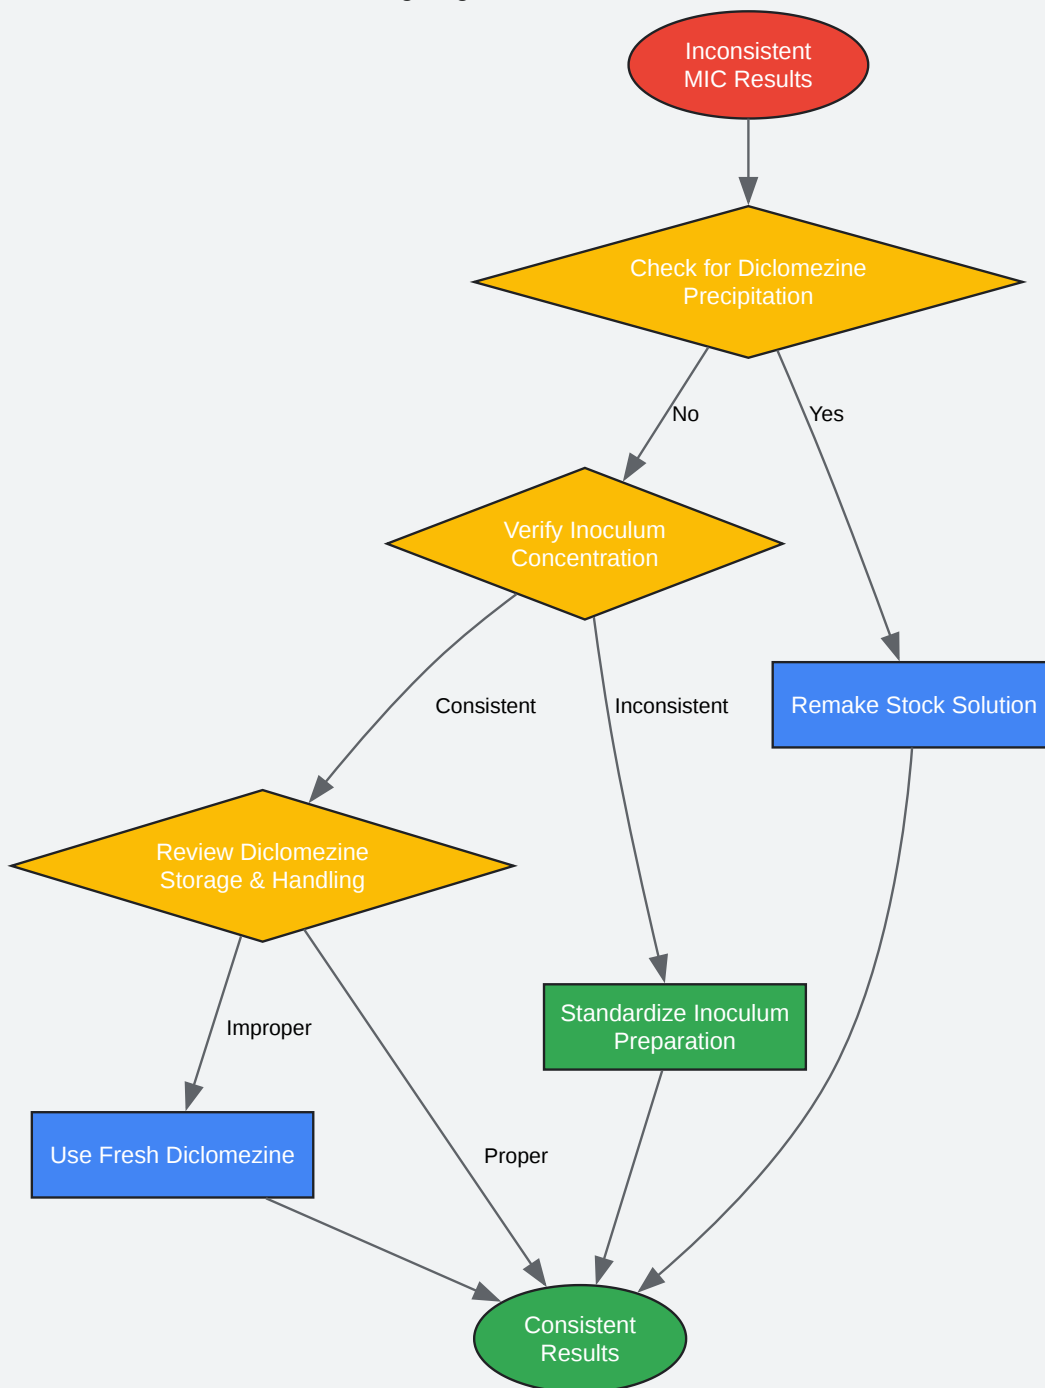 Inconsistent
MIC Results
Check for Diclomezine
Precipitation
No
Yes
Verify Inoculum
Concentration
Consistent
Inconsistent
Remake Stock Solution
Review Diclomezine
Storage & Handling
Improper
Standardize Inoculum
Preparation
Use Fresh Diclomezine
Proper
Consistent
Results